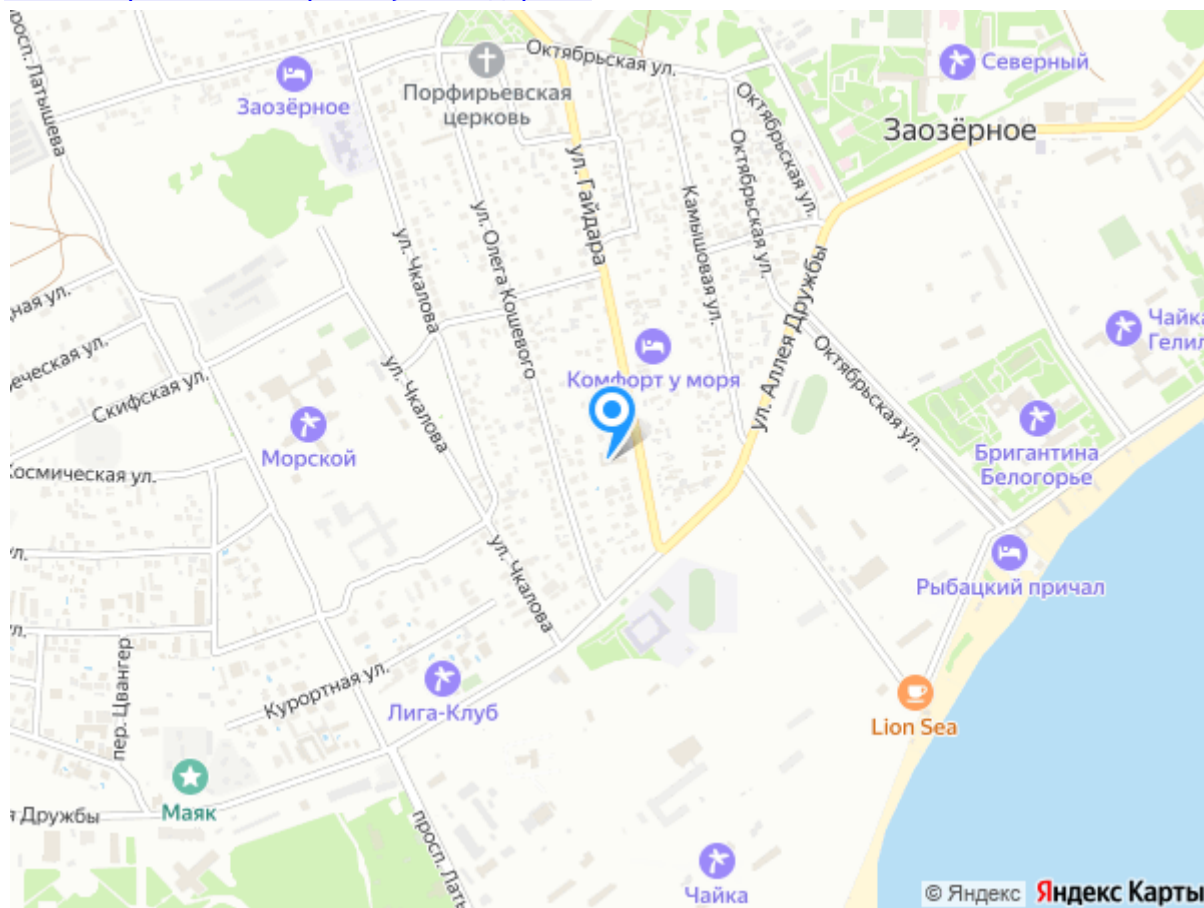 просп. Латышева
Заозёрное
Порфирьевская
церковь
Октябрьская ул.
Северный
Заозёрное
Октябрьская ул.
Октябрьская ул.
ул. Гайдара
Камышовая ул.
ул. Олега Кошевого
ул. Чкалова
ул. Аллея Дружбы
Чайка
Гелио
ная ул.
еческая ул.
Скифская ул.
ул. Чкалова
Комфорт у моря
Октябрьская ул.
Морской
Бригантина
Белогорье
Космическая ул.
ул. Чкалова
Рыбацкий причал
л.
л.
пер. Цвангер
Курортная ул.
Лига-Клуб
Lion Sea
Маяк
я Дружбы
просп. Латы
Чайка
© Яндекс Яндекс Карты